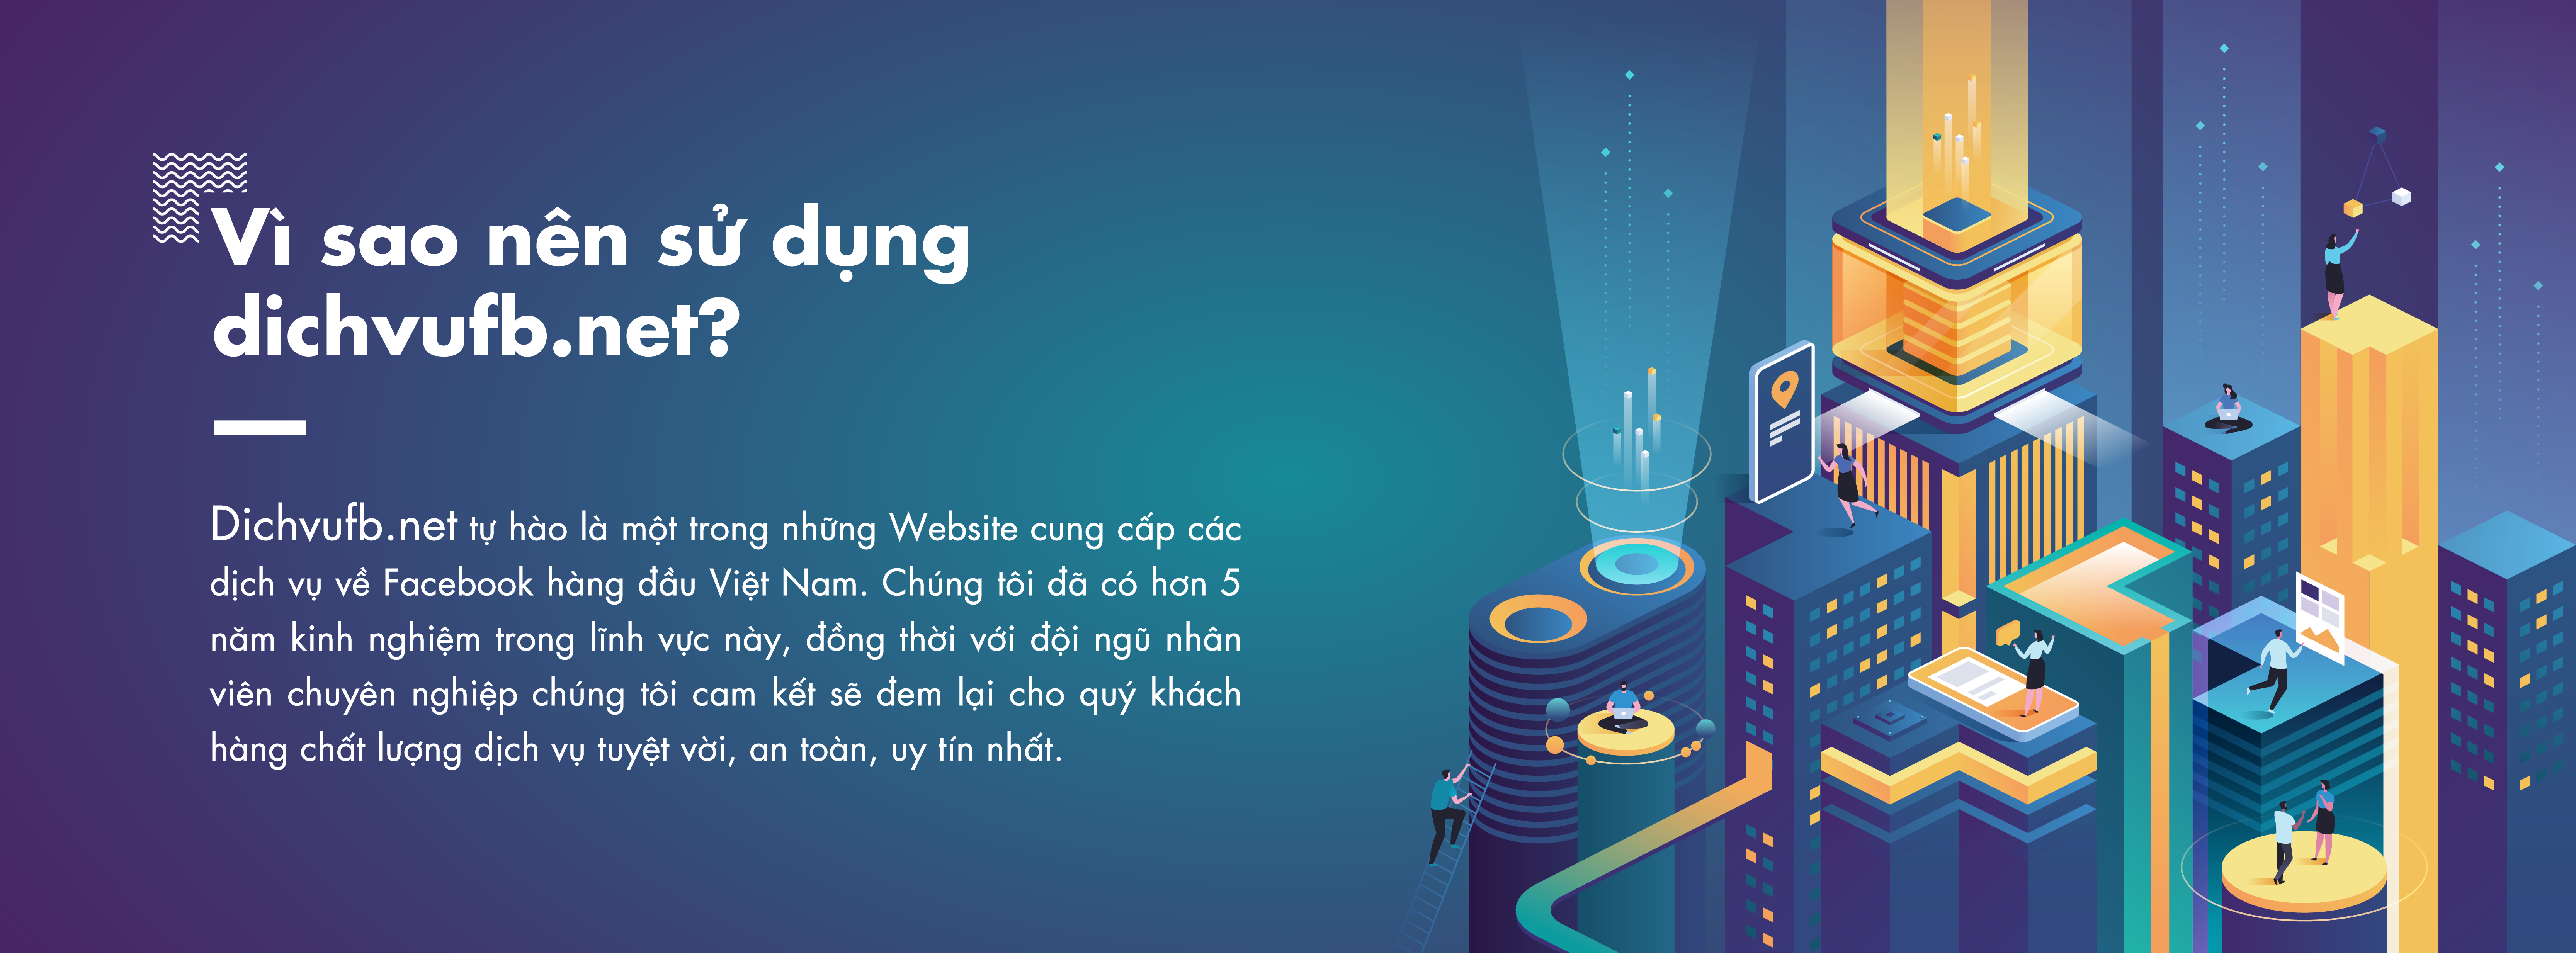 Vì sao nên sử dụng
dichvufb.net?
Dichvufb.net tự hào là một trong những Website cung cấp các
dịch vụ về Facebook hàng đầu Việt Nam. Chúng tôi đã có hơn 5
năm kinh nghiệm trong lĩnh vực này, đồng thời với đội ngũ nhân
viên chuyên nghiệp chúng tôi cam kết sẽ đem lại cho quý khách
hàng chất lượng dịch vụ tuyệt vời, an toàn, uy tín nhất.